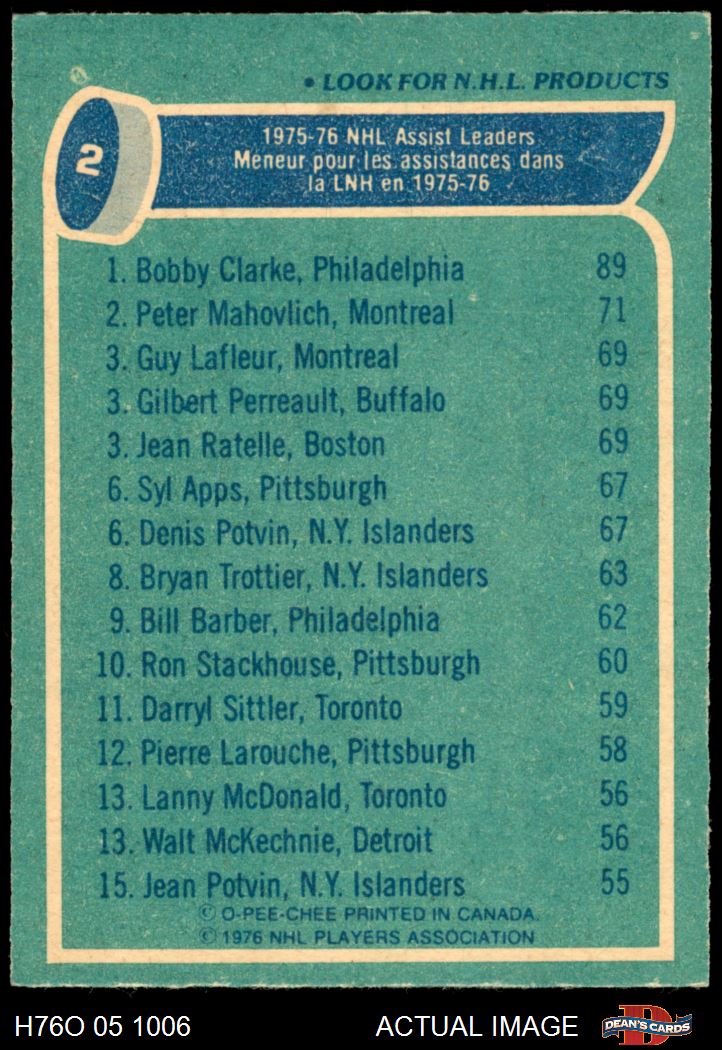 • LOOK FOR N.H.L. PRODUCTS
2
1975-76 NHL Assist Leaders
Meneur pour les assistances dans
la LNH en 1975-76
1. Bobby Clarke, Philadelphia 89
2. Peter Mahovlich, Montreal 71
3. Guy Lafleur, Montreal 69
3. Gilbert Perreault, Buffalo 69
3. Jean Ratelle, Boston 69
6. Syl Apps, Pittsburgh 67
6. Denis Potvin, N.Y. Islanders 67
8. Bryan Trottier, N.Y. Islanders 63
9. Bill Barber, Philadelphia 62
10. Ron Stackhouse, Pittsburgh 60
11. Darryl Sittler, Toronto 59
12. Pierre Larouche, Pittsburgh 58
13. Lanny McDonald, Toronto 56
13. Walt McKechnie, Detroit 56
15. Jean Potvin, N.Y. Islanders 55
© O-PEE-CHEE PRINTED IN CANADA.
© 1976 NHL PLAYERS ASSOCIATION
H76O 05 1006 ACTUAL IMAGE D DEAN'S CARDS